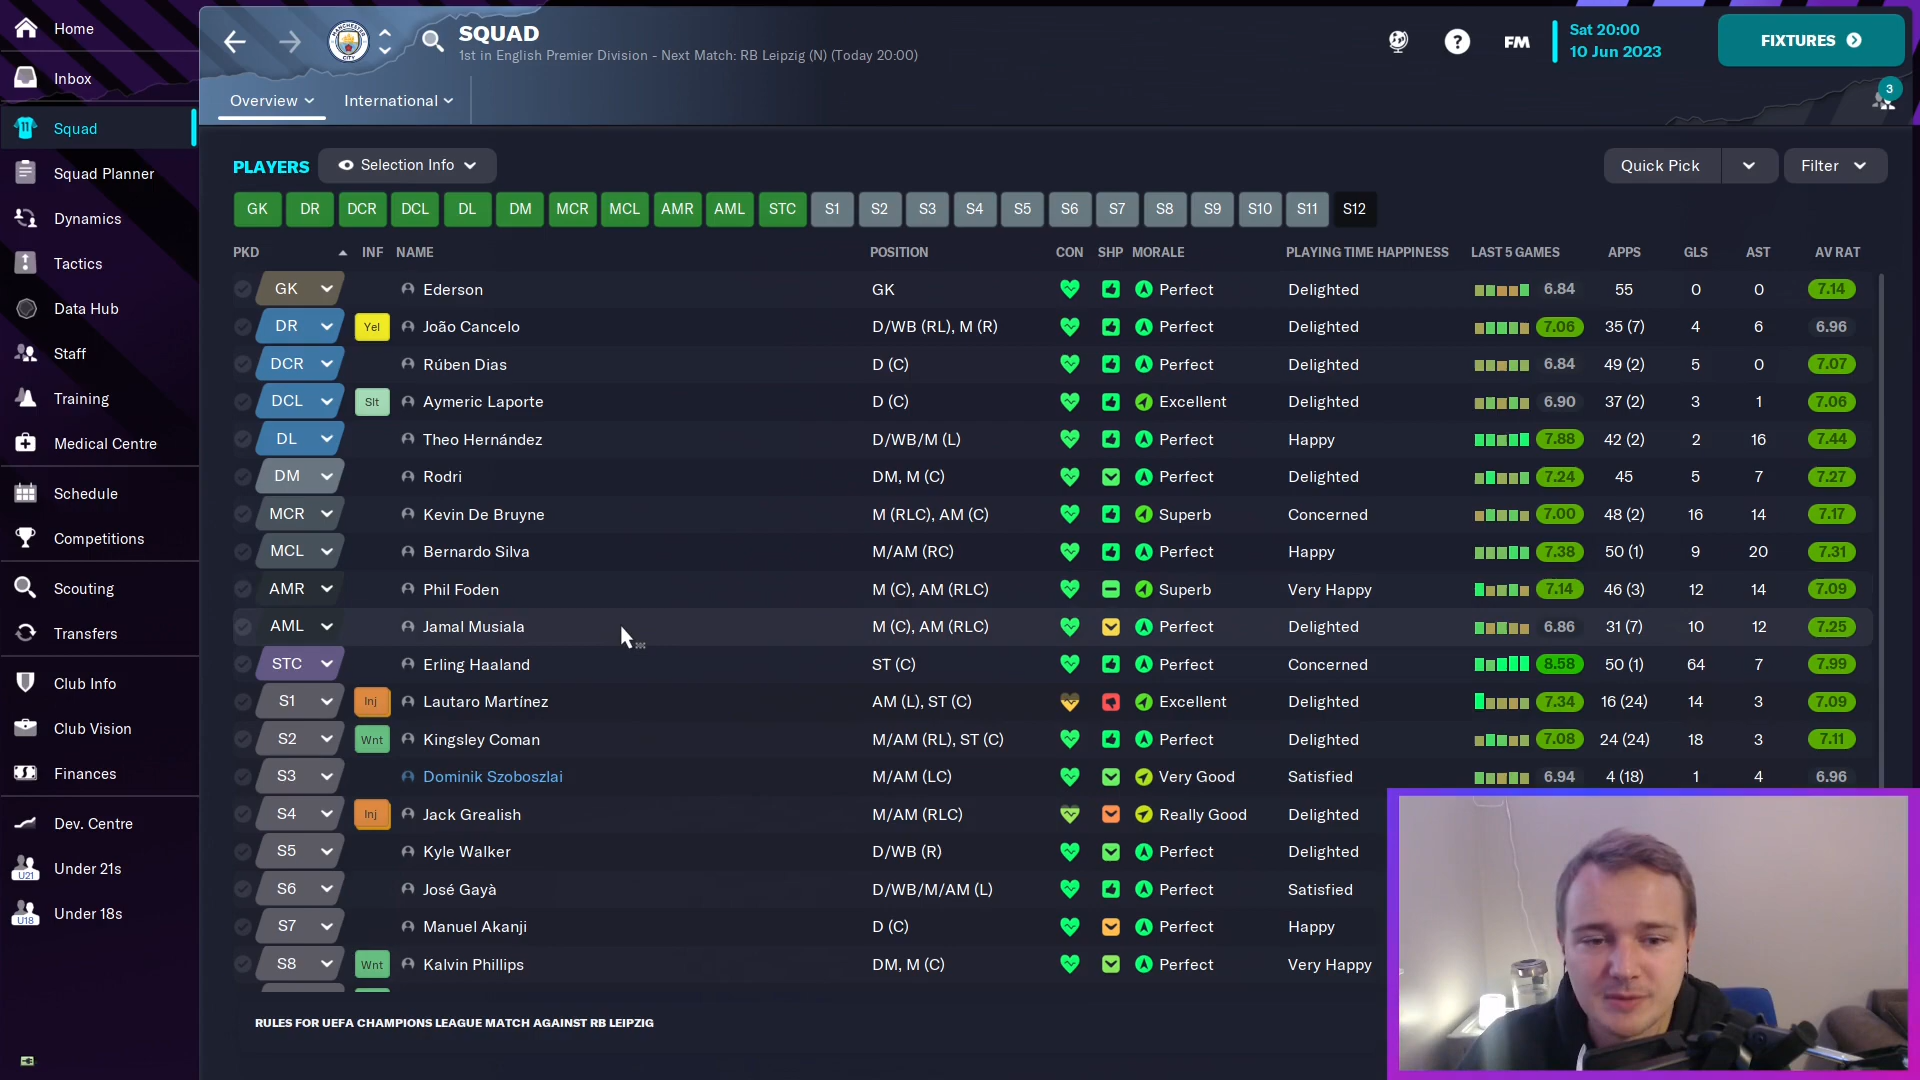 Home
Inbox
Squad
Squad Planner
Dynamics
Tactics
Data Hub
Staff
Training
Medical Centre
Schedule
Competitions
Scouting
Transfers
Club Info
Club Vision
Finances
Dev. Centre
U21 Under 21s
U18 Under 18s
SQUAD
1st in English Premier Division - Next Match: RB Leipzig (N) (Today 20:00)
? FM
Sat 20:00
10 Jun 2023
FIXTURES
Overview International
3
PLAYERS Selection Info Quick Pick Filter
GK DR DCR DCL DL DM MCR MCL AMR AML STC S1 S2 S3 S4 S5 S6 S7 S8 S9 S10 S11 S12
PKD INF NAME POSITION CON SHP MORALE PLAYING TIME HAPPINESS LAST 5 GAMES APPS GLS AST AV RAT
GK Ederson GK Perfect Delighted 6.84 55 0 0 7.14
DR Yel João Cancelo D/WB (RL), M (R) Perfect Delighted 7.06 35 (7) 4 6 6.96
DCR Rúben Dias D (C) Perfect Delighted 6.84 49 (2) 5 0 7.07
DCL Slt Aymeric Laporte D (C) Excellent Delighted 6.90 37 (2) 3 1 7.06
DL Theo Hernández D/WB/M (L) Perfect Happy 7.88 42 (2) 2 16 7.44
DM Rodri DM, M (C) Perfect Delighted 7.24 45 5 7 7.27
MCR Kevin De Bruyne M (RLC), AM (C) Superb Concerned 7.00 48 (2) 16 14 7.17
MCL Bernardo Silva M/AM (RC) Perfect Happy 7.38 50 (1) 9 20 7.31
AMR Phil Foden M (C), AM (RLC) Superb Very Happy 7.14 46 (3) 12 14 7.09
AML Jamal Musiala M (C), AM (RLC) Perfect Delighted 6.86 31 (7) 10 12 7.25
STC Erling Haaland ST (C) Perfect Concerned 8.58 50 (1) 64 7 7.99
S1 Inj Lautaro Martínez AM (L), ST (C) Excellent Delighted 7.34 16 (24) 14 3 7.09
S2 Wnt Kingsley Coman M/AM (RL), ST (C) Perfect Delighted 7.08 24 (24) 18 3 7.11
S3 Dominik Szoboszlai M/AM (LC) Very Good Satisfied 6.94 4 (18) 1 4 6.96
S4 Inj Jack Grealish M/AM (RLC) Really Good Delighted
S5 Kyle Walker D/WB (R) Perfect Delighted
S6 José Gayà D/WB/M/AM (L) Perfect Satisfied
S7 Manuel Akanji D (C) Perfect Happy
S8 Wnt Kalvin Phillips DM, M (C) Perfect Very Happy
RULES FOR UEFA CHAMPIONS LEAGUE MATCH AGAINST RB LEIPZIG